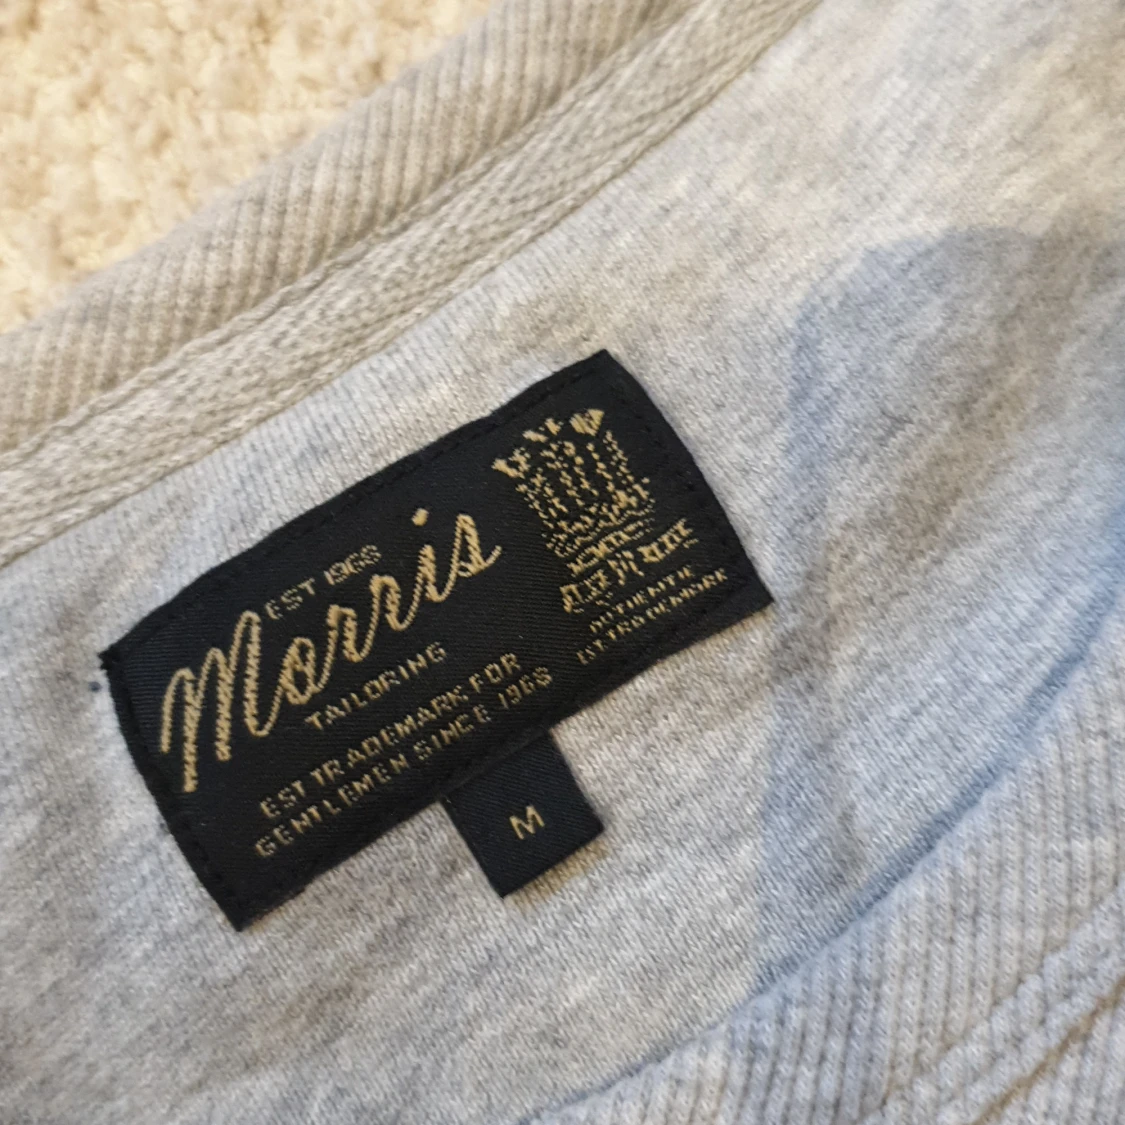 EST 1968
Morris
TAILORING
EST TRADEMARK FOR
GENTLEMEN SINCE 1968
AUTHENTIC
EST. TRADEMARK
M